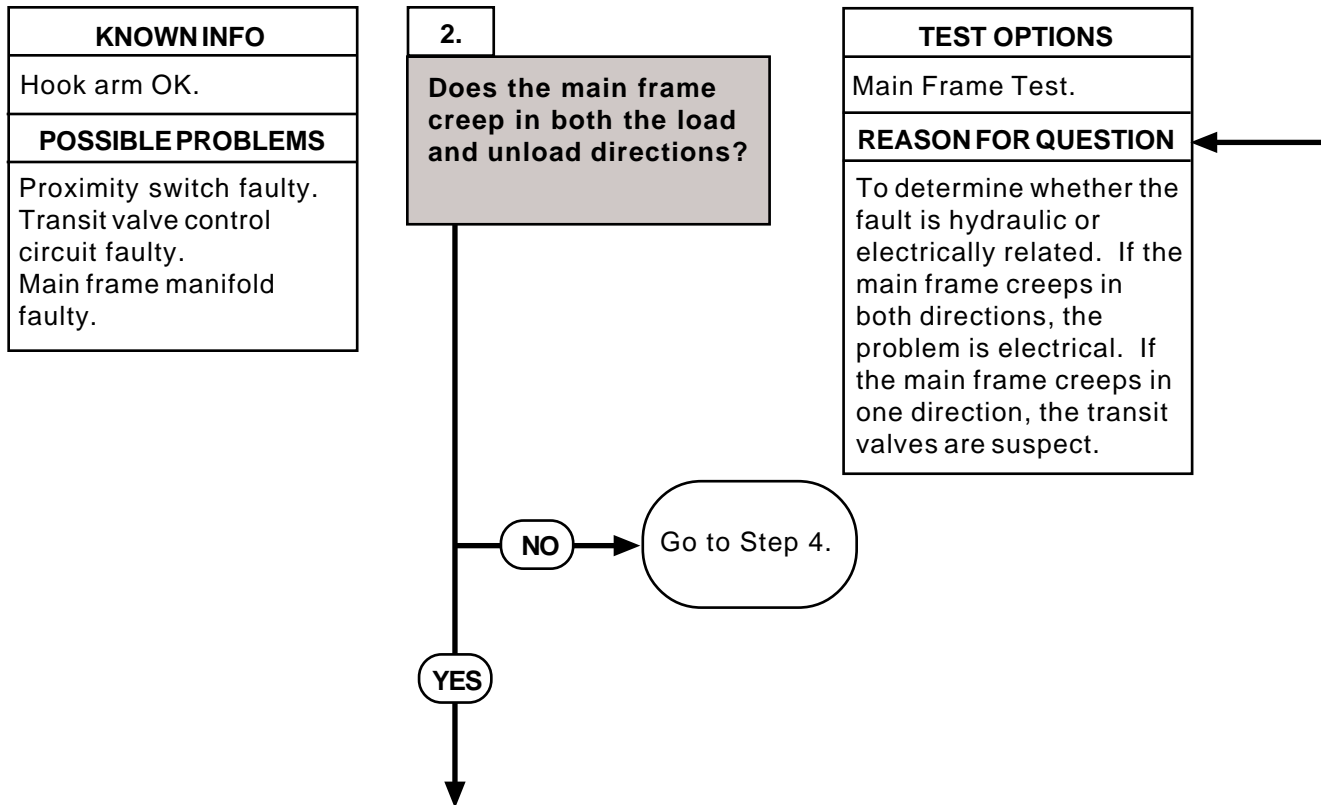 KNOWN INFO
Hook arm OK.
POSSIBLE PROBLEMS
Proximity switch faulty.
Transit valve control
circuit faulty.
Main frame manifold
faulty.
2.
Does the main frame
creep in both the load
and unload directions?
TEST OPTIONS
Main Frame Test.
REASON FOR QUESTION
To determine whether the
fault is hydraulic or
electrically related.  If the
main frame creeps in
both directions, the
problem is electrical.  If
the main frame creeps in
one direction, the transit
valves are suspect.
NO
Go to Step 4.
YES